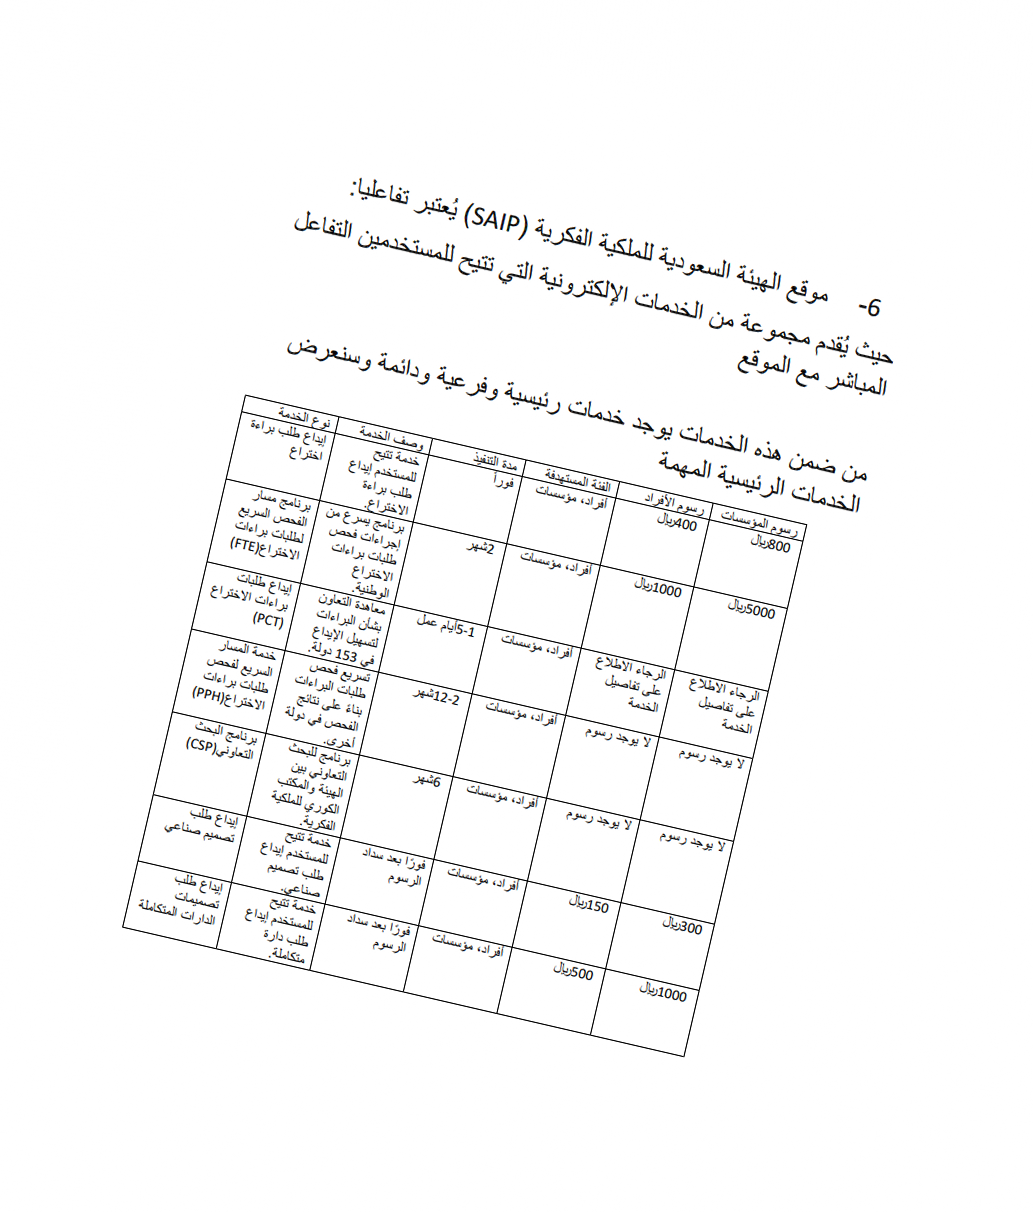 6- موقع الهيئة السعودية للملكية الفكرية (SAIP) يُعتبر تفاعليا:
حيث يُقدم مجموعة من الخدمات الإلكترونية التي تتيح للمستخدمين التفاعل
المباشر مع الموقع
من ضمن هذه الخدمات يوجد خدمات رئيسية وفرعية ودائمة وسنعرض
الخدمات الرئيسية المهمة
نوع الخدمة
وصف الخدمة
مدة التنفيذ
الفئة المستهدفة
رسوم الأفراد
رسوم المؤسسات
إيداع طلب براءة
اختراع
خدمة تتيح
للمستخدم إيداع
طلب براءة
الاختراع.
فوراً
أفراد، مؤسسات
400ريال
800ريال
برنامج مسار
الفحص السريع
لطلبات براءات
الاختراع(FTE)
برنامج يسرع من
إجراءات فحص
طلبات براءات
الاختراع
الوطنية.
2شهر
أفراد، مؤسسات
1000ريال
5000ريال
إيداع طلبات
براءات الاختراع
(PCT)
معاهدة التعاون
بشأن البراءات
لتسهيل الإيداع
في 153 دولة.
5-1أيام عمل
أفراد، مؤسسات
الرجاء الاطلاع
على تفاصيل
الخدمة
الرجاء الاطلاع
على تفاصيل
الخدمة
خدمة المسار
السريع لفحص
طلبات براءات
الاختراع(PPH)
تسريع فحص
طلبات البراءات
بناءً على نتائج
الفحص في دولة
أخرى.
12-2شهر
أفراد، مؤسسات
لا يوجد رسوم
لا يوجد رسوم
برنامج البحث
التعاوني(CSP)
برنامج للبحث
التعاوني بين
الهيئة والمكتب
الكوري للملكية
الفكرية.
6شهر
أفراد، مؤسسات
لا يوجد رسوم
لا يوجد رسوم
إيداع طلب
تصميم صناعي
خدمة تتيح
للمستخدم إيداع
طلب تصميم
صناعي.
فورًا بعد سداد
الرسوم
أفراد، مؤسسات
150ريال
300ريال
إيداع طلب
تصميمات
الدارات المتكاملة
خدمة تتيح
للمستخدم إيداع
طلب دارة
متكاملة.
فورًا بعد سداد
الرسوم
أفراد، مؤسسات
500ريال
1000ريال